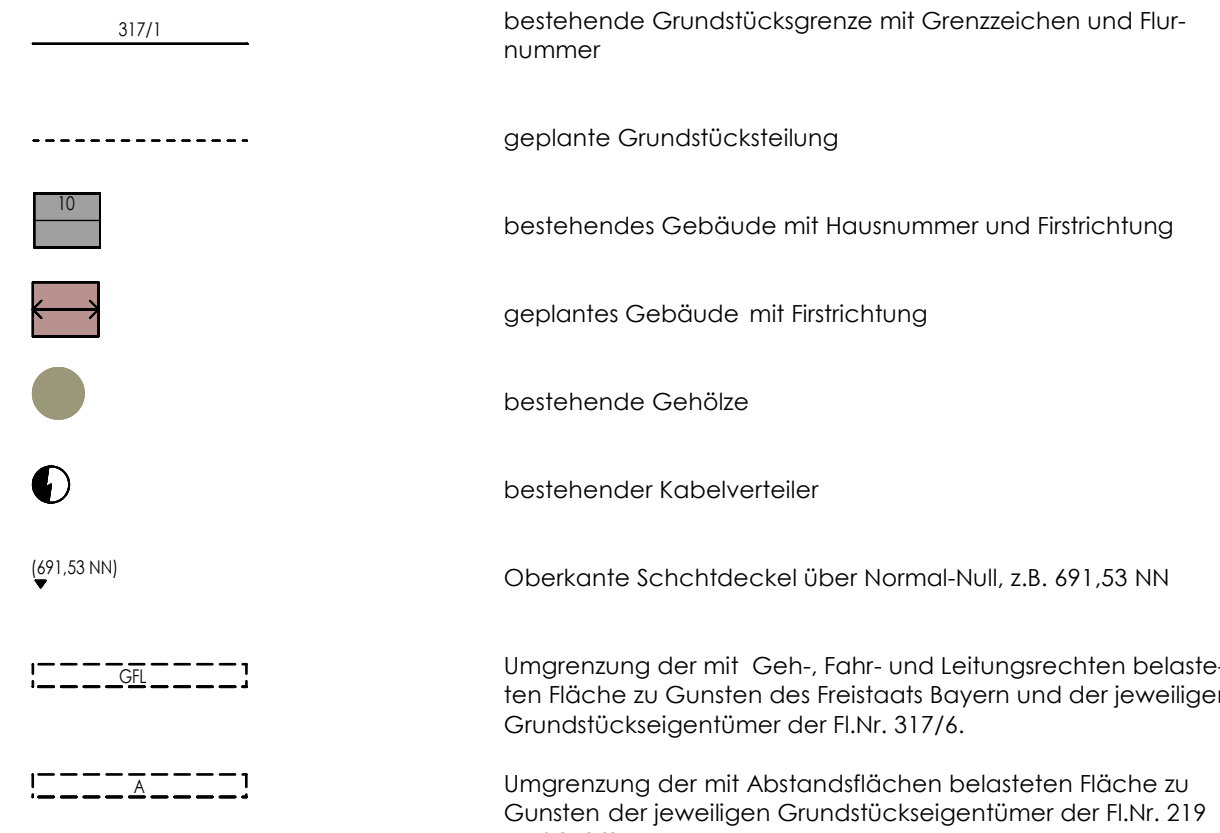 317/1
bestehende Grundstücksgrenze mit Grenzzeichen und Flur-
nummer
geplante Grundstücksteilung
10
bestehendes Gebäude mit Hausnummer und Firstrichtung
geplantes Gebäude mit Firstrichtung
bestehende Gehölze
bestehender Kabelverteiler
(691,53 NN)
Oberkante Schchtdeckel über Normal-Null, z.B. 691,53 NN
GFL
Umgrenzung der mit Geh-, Fahr- und Leitungsrechten belaste-
ten Fläche zu Gunsten des Freistaats Bayern und der jeweiligen
Grundstückseigentümer der Fl.Nr. 317/6.
A
Umgrenzung der mit Abstandsflächen belasteten Fläche zu
Gunsten der jeweiligen Grundstückseigentümer der Fl.Nr. 219